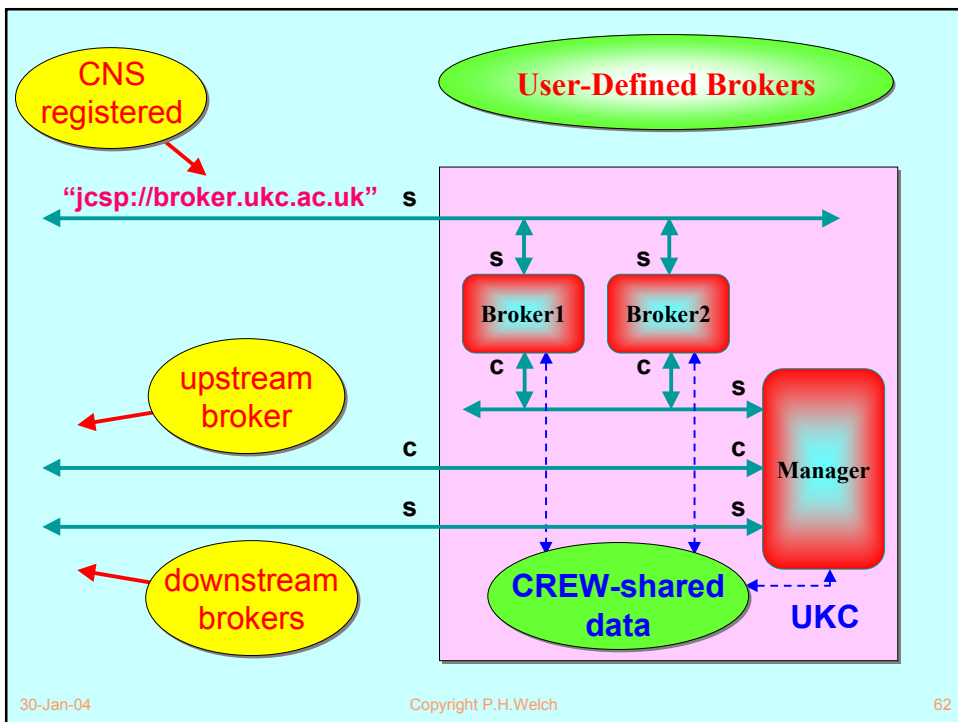 CNS
registered
User-Defined Brokers
“jcsp://broker.ukc.ac.uk”
s
s
s
Broker1
Broker2
c
c
s
upstream
broker
c
c
Manager
s
s
downstream
brokers
CREW-shared
data
UKC
30-Jan-04
Copyright P.H.Welch
62